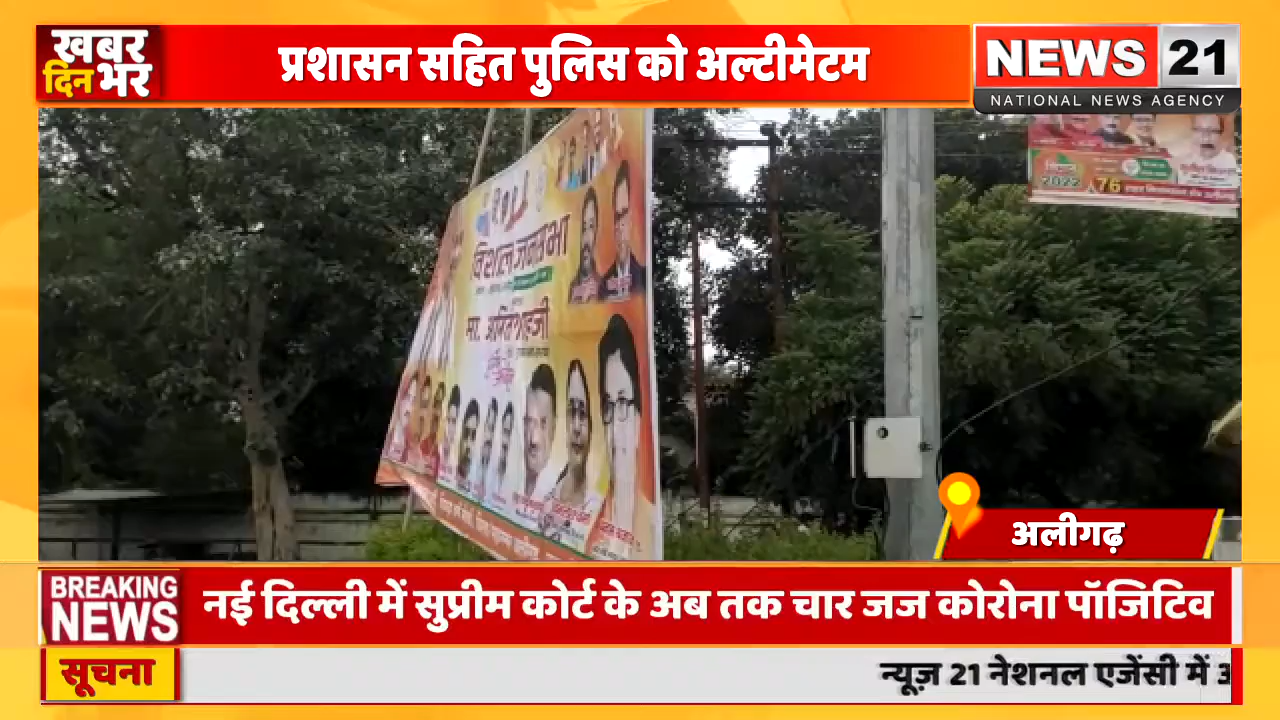 खबर
दिन भर
प्रशासन सहित पुलिस को अल्टीमेटम
NEWS 21
NATIONAL NEWS AGENCY
विशाल जनसभा
मा. अमित शाह जी
2022
76
अलीगढ़
BREAKING
NEWS
नई दिल्ली में सुप्रीम कोर्ट के अब तक चार जज कोरोना पॉजिटिव
सूचना
न्यूज़ 21 नेशनल एजेंसी में